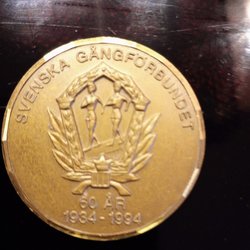 SVENSKA GÅNGFÖRBUNDET
60 ÅR
1934 - 1994